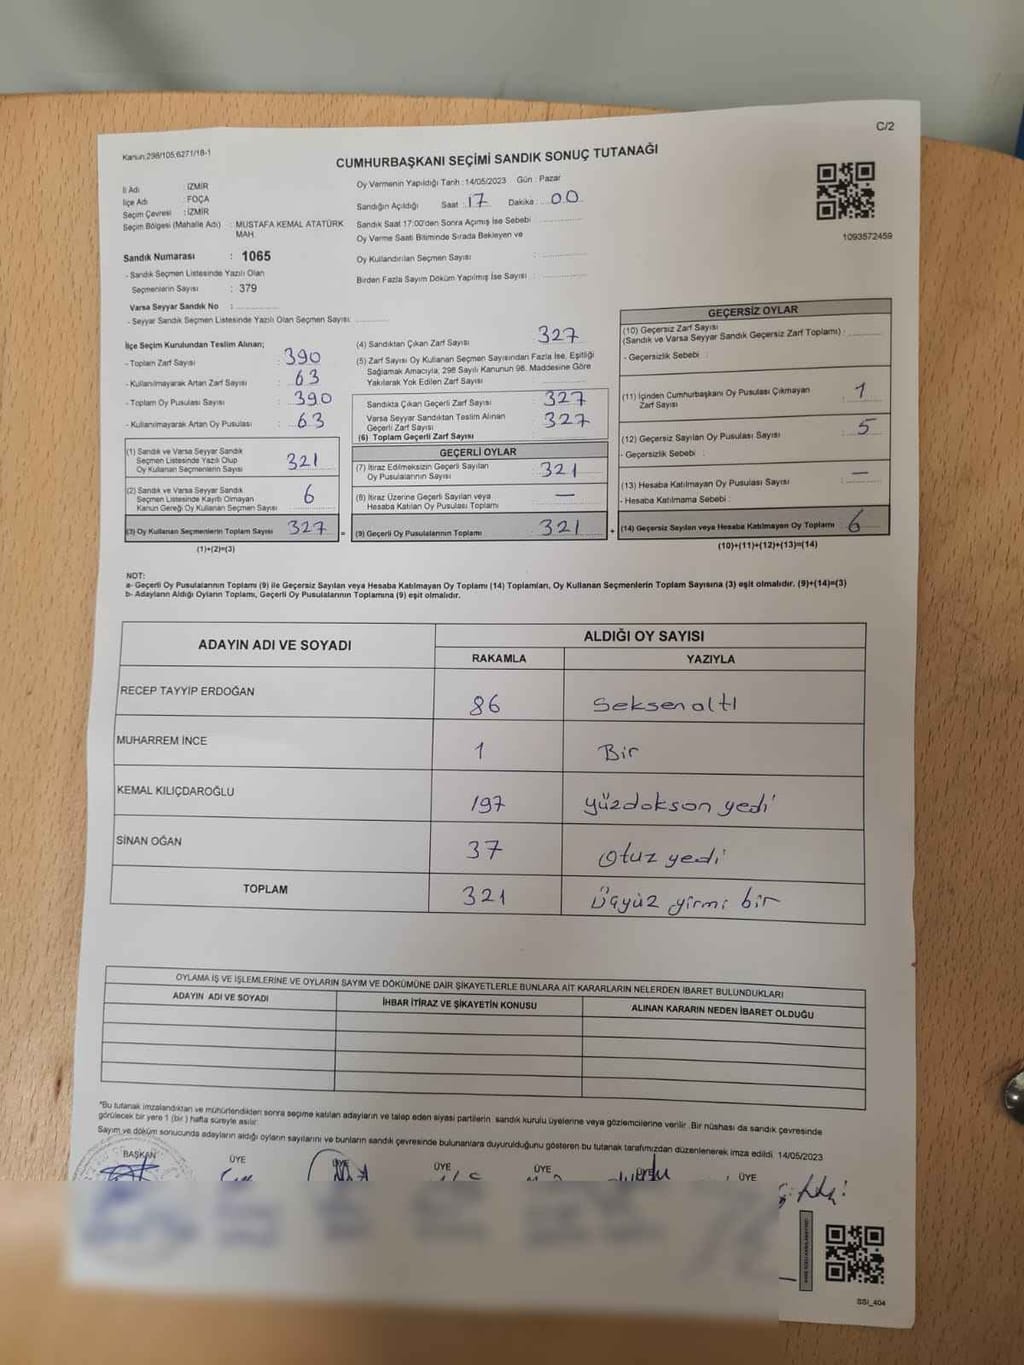 C/2
Kanun:298/105,6271/18-1
CUMHURBAŞKANI SEÇİMİ SANDIK SONUÇ TUTANAĞI
İl Adı : İZMİR
İlçe Adı : FOÇA
Seçim Çevresi : İZMİR
Seçim Bölgesi (Mahalle Adı) : MUSTAFA KEMAL ATATÜRK
MAH.
Sandık Numarası : 1065
- Sandık Seçmen Listesinde Yazılı Olan
Seçmenlerin Sayısı : 379
Varsa Seyyar Sandık No :
- Seyyar Sandık Seçmen Listesinde Yazılı Olan Seçmen Sayısı
Oy Vermenin Yapıldığı Tarih : 14/05/2023 Gün : Pazar
Sandığın Açıldığı Saat : 17 Dakika : 00
Sandık Saat 17:00'den Sonra Açımış İse Sebebi :
Oy Verme Saati Bitiminde Sırada Bekleyen ve
Oy Kullandırılan Seçmen Sayısı :
Birden Fazla Sayım Döküm Yapılmış İse Sayısı :
1093572459
İlçe Seçim Kurulundan Teslim Alınan;
- Toplam Zarf Sayısı : 390
- Kullanılmayarak Artan Zarf Sayısı : 63
- Toplam Oy Pusulası Sayısı : 390
- Kullanılmayarak Artan Oy Pusulası : 63
(1) Sandık ve Varsa Seyyar Sandık
Seçmen Listesinde Yazılı Olup
Oy Kullanan Seçmenlerin Sayısı 321
(2) Sandık ve Varsa Seyyar Sandık
Seçmen Listesinde Kayıtlı Olmayan
Kanun Gereği Oy Kullanan Seçmen Sayısı 6
(3) Oy Kullanan Seçmenlerin Toplam Sayısı 327 =
(1)+(2)=(3)
(4) Sandıktan Çıkan Zarf Sayısı : 327
(5) Zarf Sayısı Oy Kullanan Seçmen Sayısından Fazla İse, Eşitliği
Sağlamak Amacıyla, 298 Sayılı Kanunun 98. Maddesine Göre
Yakılarak Yok Edilen Zarf Sayısı :
Sandıkta Çıkan Geçerli Zarf Sayısı : 327
Varsa Seyyar Sandıktan Teslim Alınan
Geçerli Zarf Sayısı : 327
(6) Toplam Geçerli Zarf Sayısı
GEÇERLİ OYLAR
(7) İtiraz Edilmeksizin Geçerli Sayılan
Oy Pusulalarının Sayısı : 321
(8) İtiraz Üzerine Geçerli Sayılan veya
Hesaba Katılan Oy Pusulası Toplamı : —
(9) Geçerli Oy Pusulalarının Toplamı : 321 +
GEÇERSİZ OYLAR
(10) Geçersiz Zarf Sayısı
(Sandık ve Varsa Seyyar Sandık Geçersiz Zarf Toplamı) :
- Geçersizlik Sebebi :
(11) İçinden Cumhurbaşkanı Oy Pusulası Çıkmayan
Zarf Sayısı : 1
(12) Geçersiz Sayılan Oy Pusulası Sayısı : 5
- Geçersizlik Sebebi :
(13) Hesaba Katılmayan Oy Pusulası Sayısı : —
- Hesaba Katılmama Sebebi :
(14) Geçersiz Sayılan veya Hesaba Katılmayan Oy Toplamı : 6
(10)+(11)+(12)+(13)=(14)
NOT:
a- Geçerli Oy Pusulalarının Toplamı (9) ile Geçersiz Sayılan veya Hesaba Katılmayan Oy Toplamı (14) Toplamları, Oy Kullanan Seçmenlerin Toplam Sayısına (3) eşit olmalıdır. (9)+(14)=(3)
b- Adayların Aldığı Oyların Toplamı, Geçerli Oy Pusulalarının Toplamına (9) eşit olmalıdır.
ADAYIN ADI VE SOYADI
ALDIĞI OY SAYISI
RAKAMLA YAZIYLA
RECEP TAYYİP ERDOĞAN 86 Seksenaltı
MUHARREM İNCE 1 Bir
KEMAL KILIÇDAROĞLU 197 yüzdokson yedi
SİNAN OĞAN 37 Otuz yedi
TOPLAM 321 Üçyüz yirmi bir
OYLAMA İŞ VE İŞLEMLERİNE VE OYLARIN SAYIM VE DÖKÜMÜNE DAİR ŞİKAYETLERLE BUNLARA AİT KARARLARIN NELERDEN İBARET BULUNDUKLARI
ADAYIN ADI VE SOYADI İHBAR İTİRAZ VE ŞİKAYETİN KONUSU ALINAN KARARIN NEDEN İBARET OLDUĞU
*Bu tutanak imzalandıktan ve mühürlendikten sonra seçime katılan adayların ve talep eden siyasi partilerin sandık kurulu üyelerine veya gözlemcilerine verilir. Bir nüshası da sandık çevresinde
görülecek bir yere 1 (bir) hafta süreyle asılır.
Sayım ve döküm sonucunda adayların aldığı oyların sayılarını ve bunların sandık çevresinde bulunanlara duyurulduğunu gösteren bu tutanak tarafımızdan düzenlenerek imza edildi. 14/05/2023
BAŞKAN ÜYE ÜYE ÜYE ÜYE ÜYE ÜYE
SSI_404